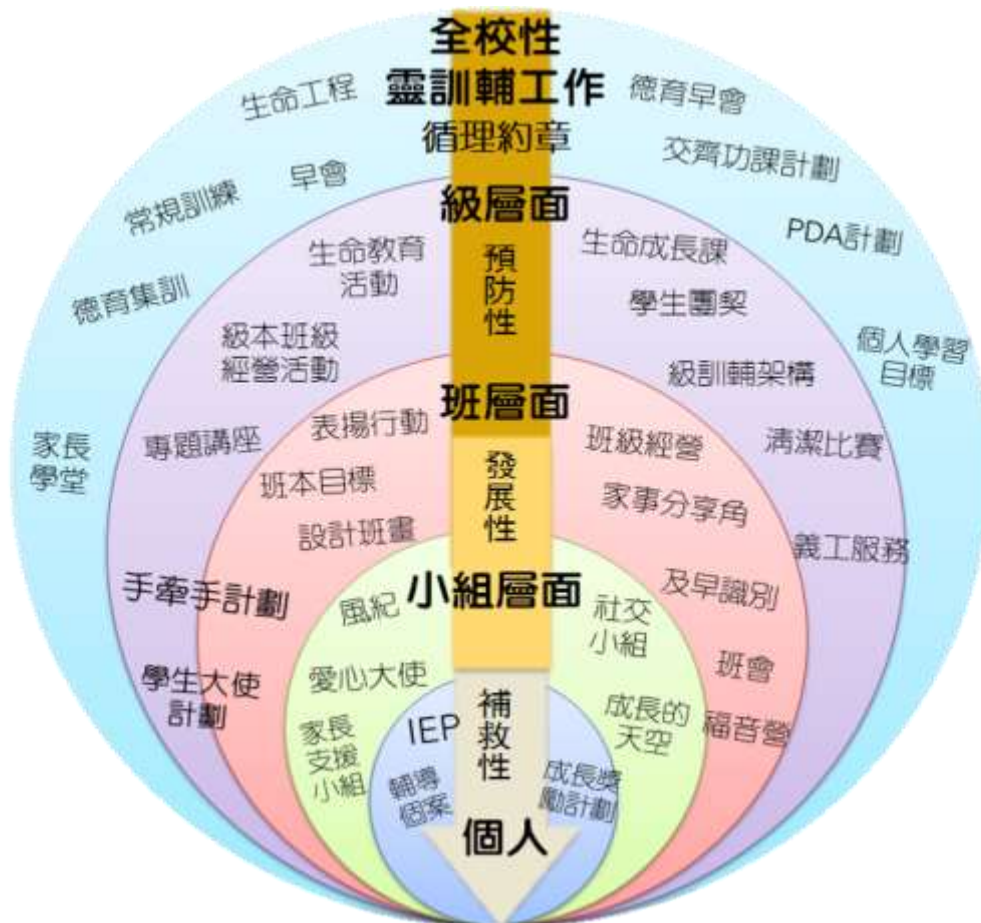 全校性
靈訓輔工作
循理約章
生命工程
德育早會
早會
交齊功課計劃
常規訓練
PDA計劃
德育集訓
個人學習
目標
家長
學堂
級層面
預防性
生命教育
活動
生命成長課
學生團契
級本班級
經營活動
級訓輔架構
專題講座
清潔比賽
義工服務
手牽手計劃
學生大使
計劃
班層面
發展性
表揚行動
班級經營
班本目標
家事分享角
設計班畫
及早識別
班會
福音營
小組層面
風紀
社交
小組
愛心大使
成長的
天空
家長
支援
小組
補救性
IEP
輔導
個案
成長獎
勵計劃
個人